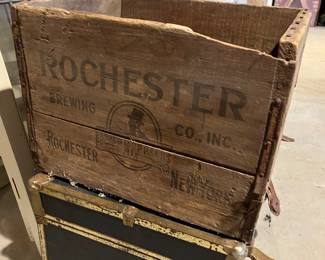 ROCHESTER
BREWING CO., INC.
ROCHESTER NEW YORK